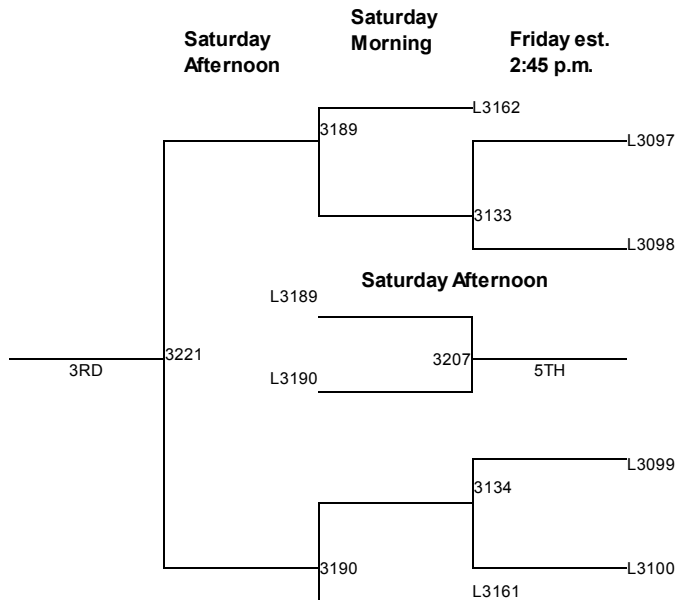 Saturday
Afternoon
Saturday
Morning
Friday est.
2:45 p.m.
L3162
3189
L3097
3133
L3098
Saturday Afternoon
L3189
3221
3207
3RD
L3190
5TH
L3099
3134
3190
L3100
L3161